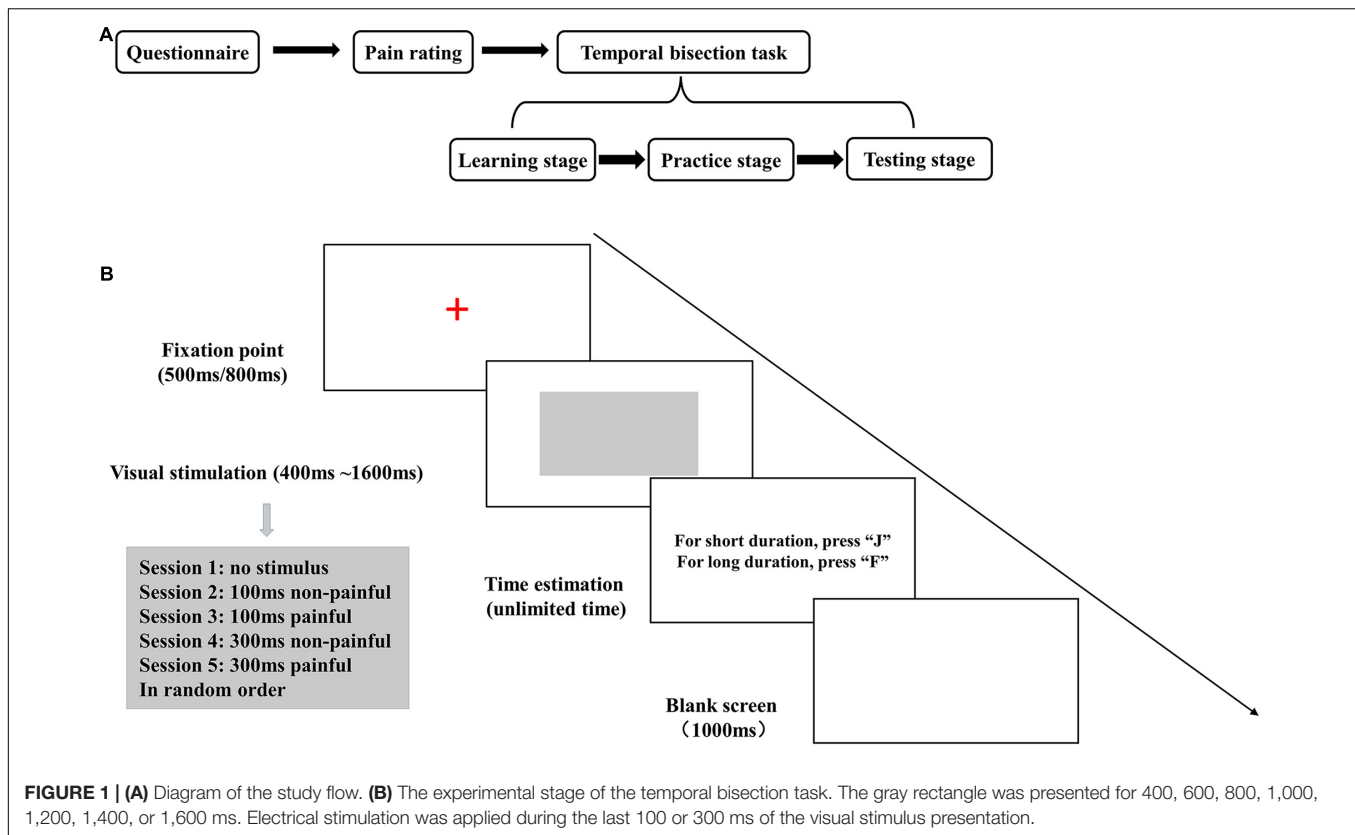 A
Questionnaire
Pain rating
Temporal bisection task
Learning stage
Practice stage
Testing stage
B
Fixation point
(500ms/800ms)
Visual stimulation (400ms ~1600ms)
Session 1: no stimulus
Session 2: 100ms non-painful
Session 3: 100ms painful
Session 4: 300ms non-painful
Session 5: 300ms painful
In random order
For short duration, press “J”
For long duration, press “F”
Time estimation
(unlimited time)
Blank screen
（1000ms）
FIGURE 1 | (A) Diagram of the study flow. (B) The experimental stage of the temporal bisection task. The gray rectangle was presented for 400, 600, 800, 1,000,
1,200, 1,400, or 1,600 ms. Electrical stimulation was applied during the last 100 or 300 ms of the visual stimulus presentation.